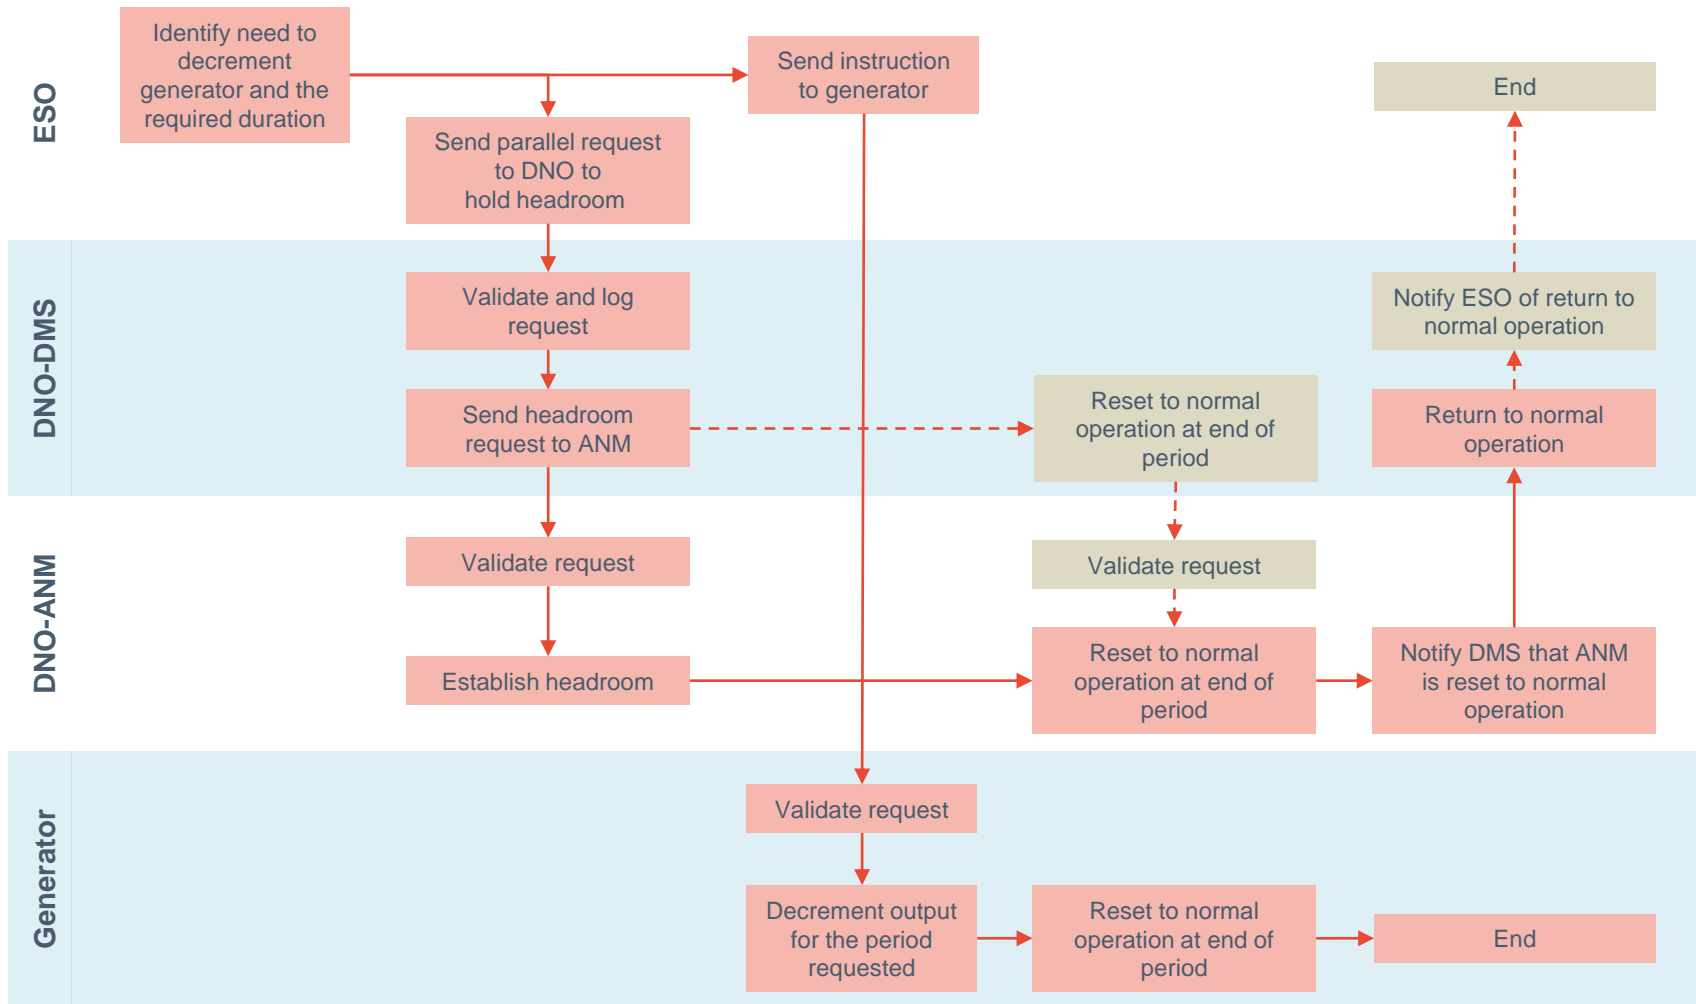 ESO
Identify need to
decrement
generator and the
required duration
Send instruction
to generator
End
Send parallel request
to DNO to
hold headroom
DNO-DMS
Validate and log
request
Notify ESO of return to
normal operation
Send headroom
request to ANM
Reset to normal
operation at end of
period
Return to normal
operation
DNO-ANM
Validate request
Validate request
Establish headroom
Reset to normal
operation at end of
period
Notify DMS that ANM
is reset to normal
operation
Generator
Validate request
Decrement output
for the period
requested
Reset to normal
operation at end of
period
End